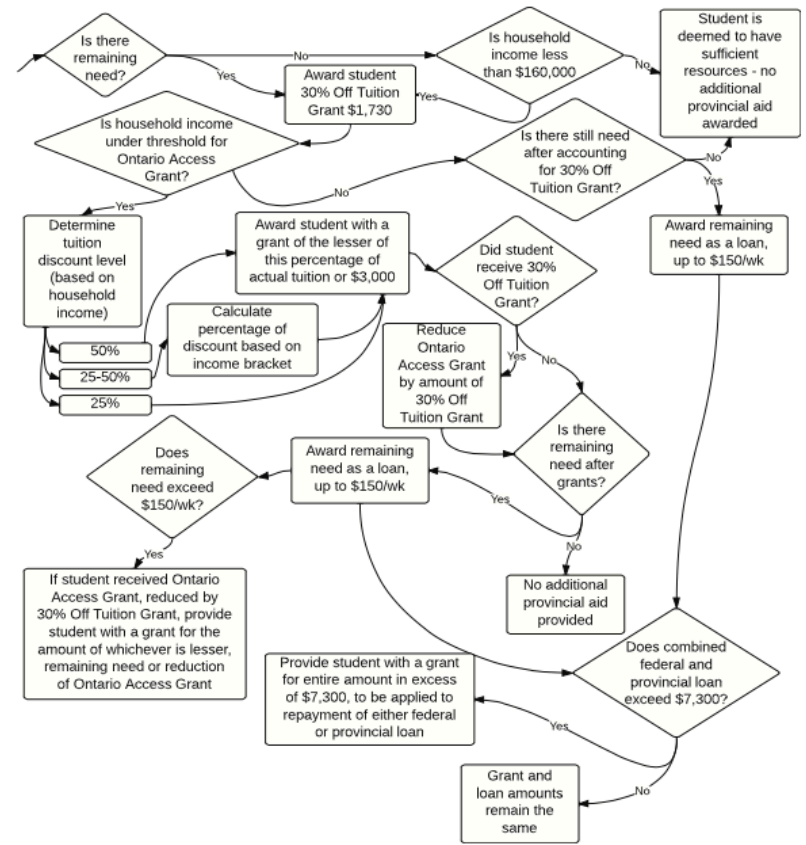 Is there
remaining
need?
No
Yes
Is household
income less
than $160,000
No
Student is
deemed to have
sufficient
resources - no
additional
provincial aid
awarded
Award student
30% Off Tuition
Grant $1,730
Yes
Is household income
under threshold for
Ontario Access
Grant?
Yes
No
Is there still need
after accounting
for 30% Off
Tuition Grant?
No
Yes
Determine
tuition
discount level
(based on
household
income)
Award student with a
grant of the lesser of
this percentage of
actual tuition or $3,000
Did student
receive 30%
Off Tuition
Grant?
Award remaining
need as a loan,
up to $150/wk
Calculate
percentage of
discount based on
income bracket
50%
25-50%
25%
Reduce
Ontario
Access Grant
by amount of
30% Off
Tuition Grant
Yes
No
Does
remaining
need exceed
$150/wk?
Award remaining
need as a loan,
up to $150/wk
Is there
remaining
need after
grants?
Yes
No
Yes
If student received Ontario
Access Grant, reduced by
30% Off Tuition Grant, provide
student with a grant for the
amount of whichever is lesser,
remaining need or reduction
of Ontario Access Grant
No additional
provincial aid
provided
Provide student with a grant
for entire amount in excess
of $7,300, to be applied to
repayment of either federal
or provincial loan
Does combined
federal and
provincial loan
exceed $7,300?
Yes
No
Grant and
loan amounts
remain the
same